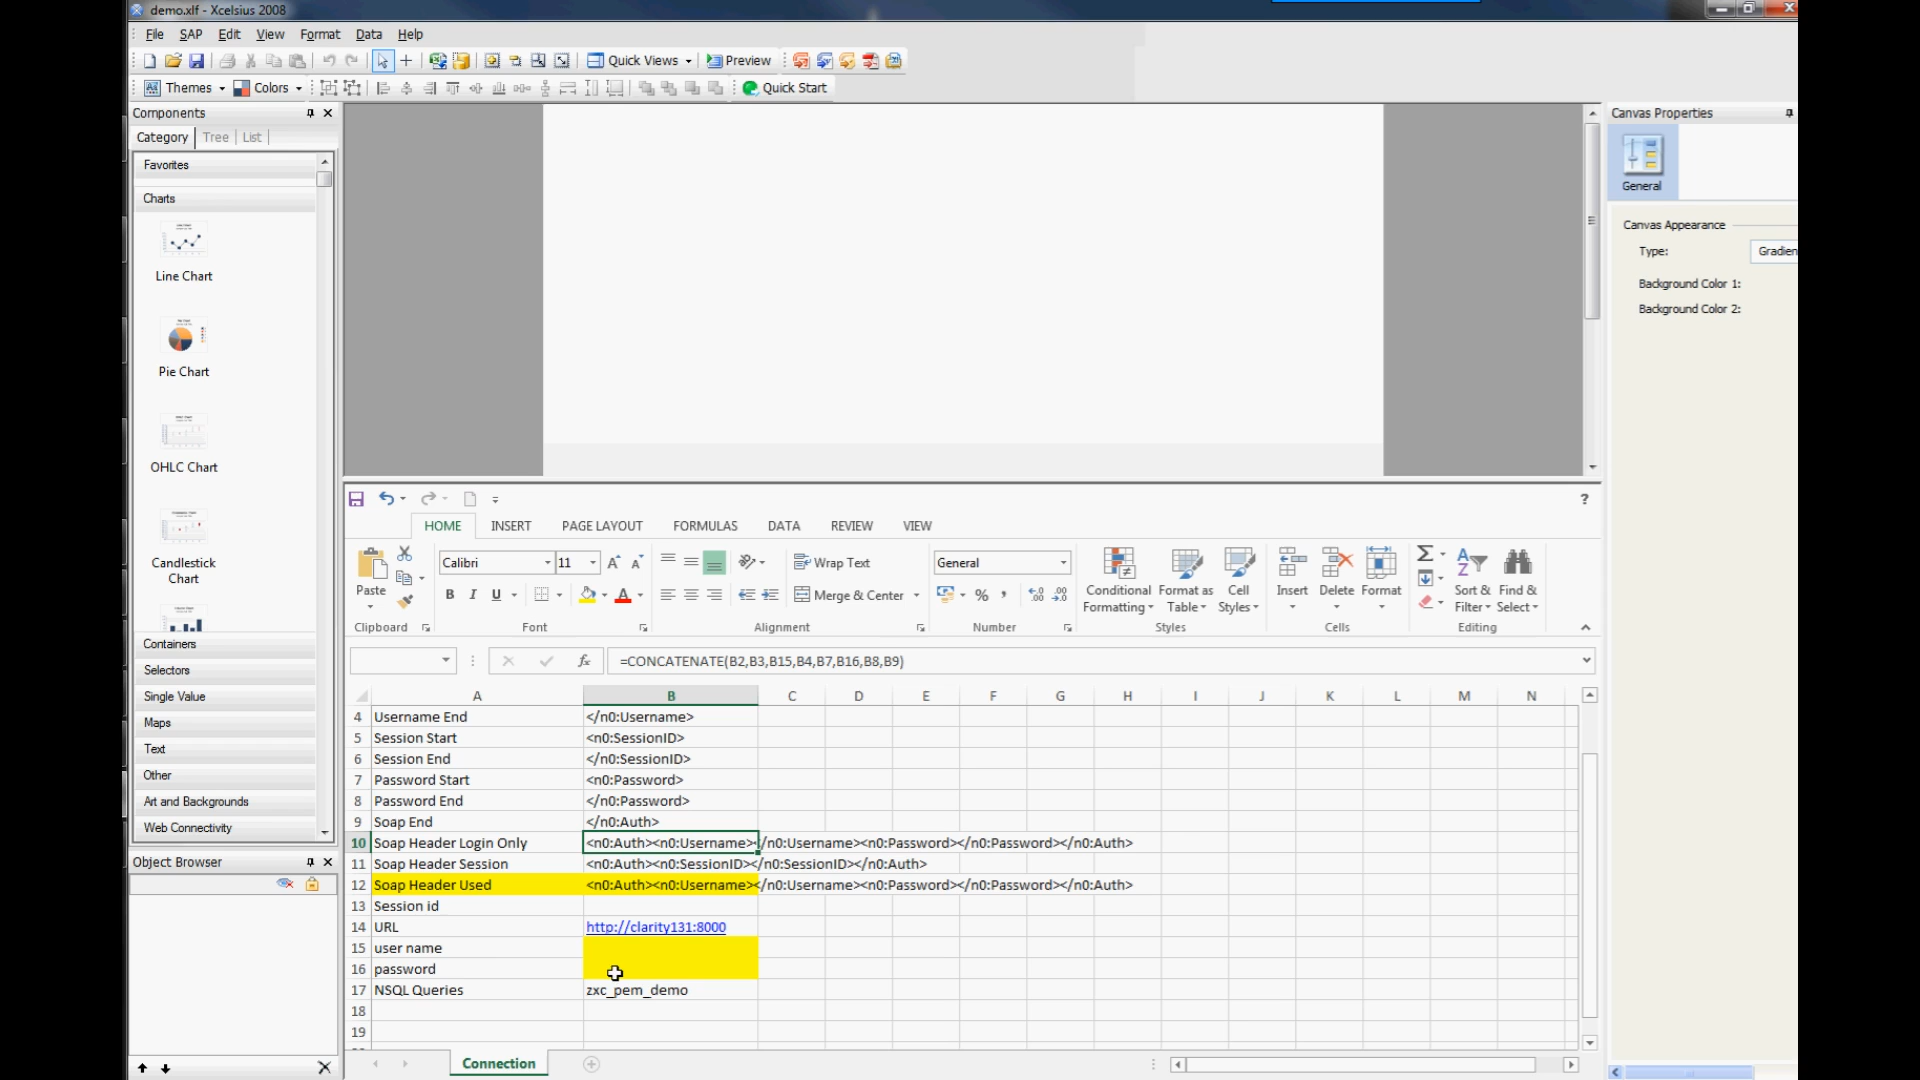 demo.xlf - Xcelsius 2008
File SAP Edit View Format Data Help
Quick Views Preview
Themes Colors Quick Start
Components
Category Tree List
Favorites
Charts
Line Chart
Pie Chart
OHLC Chart
Candlestick
Chart
Containers
Selectors
Single Value
Maps
Text
Other
Art and Backgrounds
Web Connectivity
Object Browser
Canvas Properties
General
Canvas Appearance
Type: Gradien
Background Color 1:
Background Color 2:
?
HOME INSERT PAGE LAYOUT FORMULAS DATA REVIEW VIEW
Paste
Calibri 11
B I U
Wrap Text
Merge & Center
General
%
Conditional
Formatting
Format as
Table
Cell
Styles
Insert Delete Format
Sort &
Filter
Find &
Select
Clipboard Font Alignment Number Styles Cells Editing
fx =CONCATENATE(B2,B3,B15,B4,B7,B16,B8,B9)
A B C D E F G H I J K L M N
4 Username End </n0:Username>
5 Session Start <n0:SessionID>
6 Session End </n0:SessionID>
7 Password Start <n0:Password>
8 Password End </n0:Password>
9 Soap End </n0:Auth>
10 Soap Header Login Only <n0:Auth><n0:Username></n0:Username><n0:Password></n0:Password></n0:Auth>
11 Soap Header Session <n0:Auth><n0:SessionID></n0:SessionID></n0:Auth>
12 Soap Header Used <n0:Auth><n0:Username></n0:Username><n0:Password></n0:Password></n0:Auth>
13 Session id
14 URL http://clarity131:8000
15 user name
16 password
17 NSQL Queries zxc_pem_demo
18
19
Connection